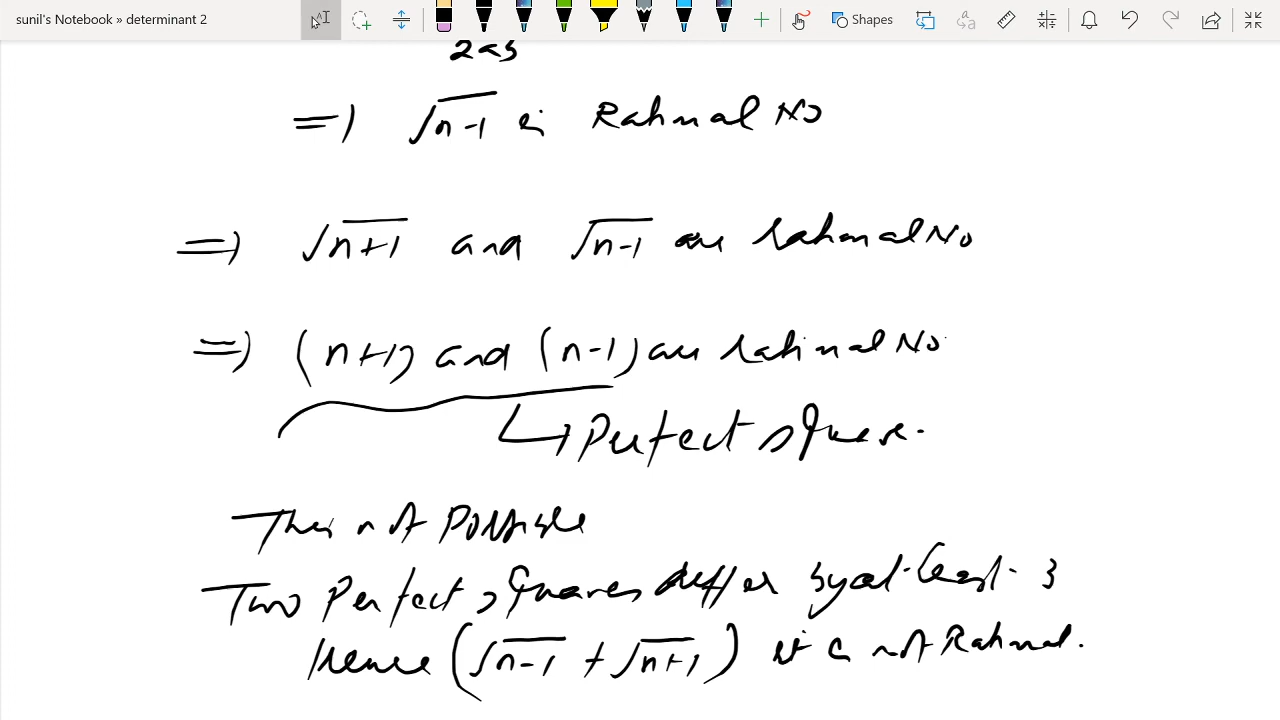 sunil's Notebook » determinant 2
Shapes
2ab
=) √n-1 is Rational No
=) √n+1 and √n-1 are rational No
=) (n+1) and (n-1) are rational No
Perfect square.
This not Possible
Two Perfect squares differ by at least 3
Hence (√n-1 + √n+1) it is not Rational.